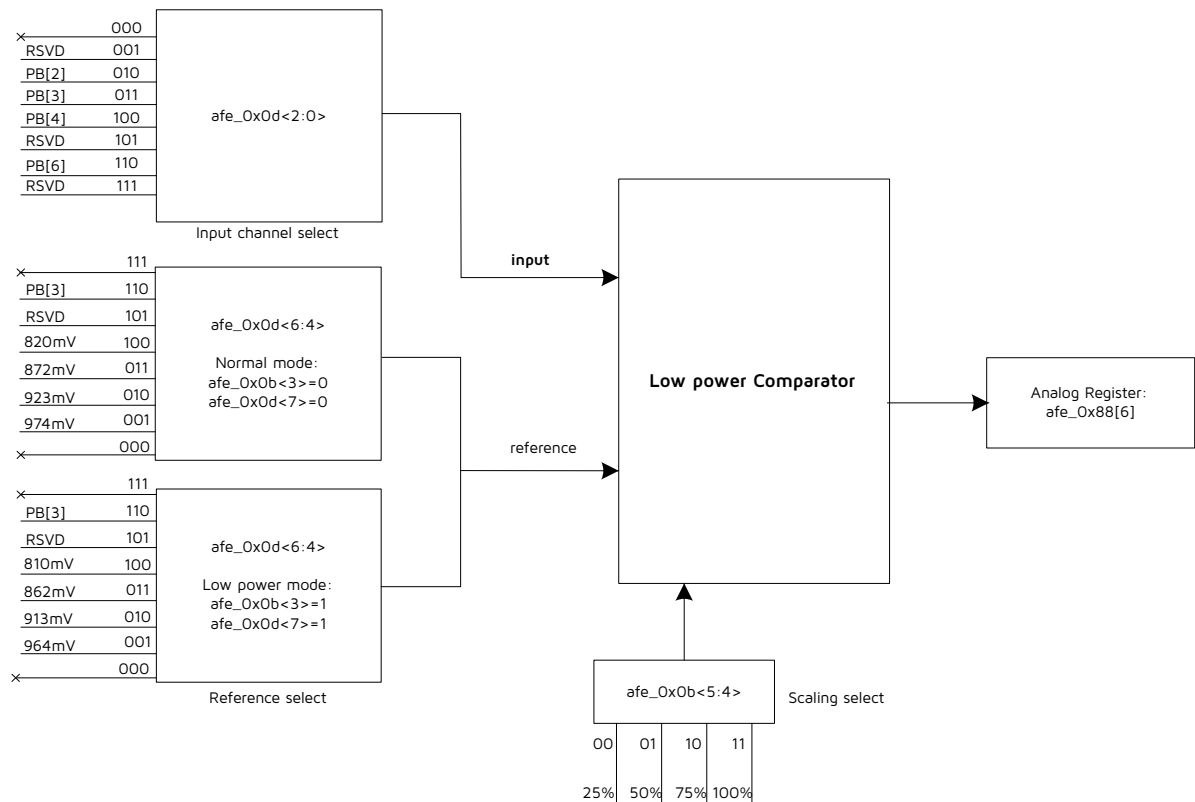 000
RSVD 001
PB[2] 010
PB[3] 011
PB[4] 100
RSVD 101
PB[6] 110
RSVD 111
afe_0x0d<2:0>
Input channel select
111
PB[3] 110
RSVD 101
820mV 100
872mV 011
923mV 010
974mV 001
000
afe_0x0d<6:4>
Normal mode:
afe_0x0b<3>=0
afe_0x0d<7>=0
111
PB[3] 110
RSVD 101
810mV 100
862mV 011
913mV 010
964mV 001
000
afe_0x0d<6:4>
Low power mode:
afe_0x0b<3>=1
afe_0x0d<7>=1
Reference select
input
reference
Low power Comparator
Analog Register:
afe_0x88[6]
afe_0x0b<5:4>
Scaling select
00 01 10 11
25% 50% 75% 100%